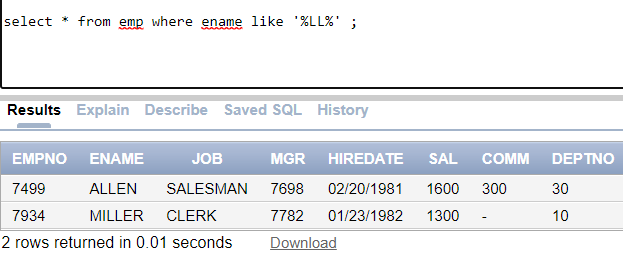 select * from emp where ename like '%LL%' ;
Results Explain Describe Saved SQL History
EMPNO ENAME JOB MGR HIREDATE SAL COMM DEPTNO
7499 ALLEN SALESMAN 7698 02/20/1981 1600 300 30
7934 MILLER CLERK 7782 01/23/1982 1300 - 10
2 rows returned in 0.01 seconds Download